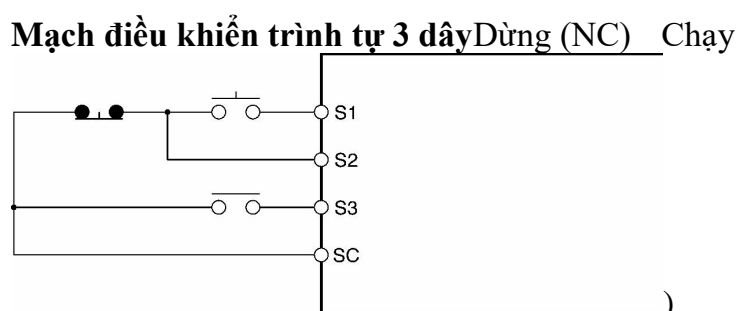 Mạch điều khiển trình tự 3 dâyDừng (NC) Chạy
S1
S2
S3
SC
)